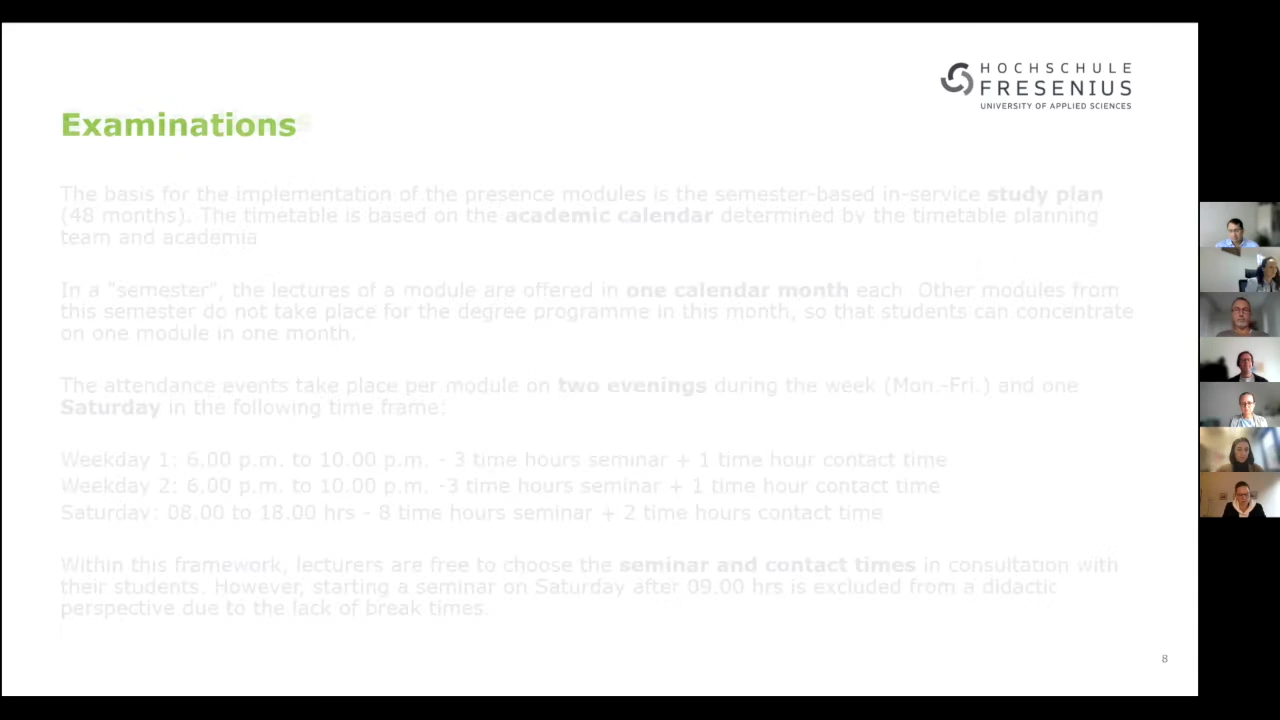 HOCHSCHULE
FRESENIUS
UNIVERSITY OF APPLIED SCIENCES
Examinations
The basis for the implementation of the presence modules is the semester-based in-service study plan
(48 months). The timetable is based on the academic calendar determined by the timetable planning
team and academia
In a "semester", the lectures of a module are offered in one calendar month each. Other modules from
this semester do not take place for the degree programme in this month, so that students can concentrate
on one module in one month.
The attendance events take place per module on two evenings during the week (Mon.-Fri.) and one
Saturday in the following time frame:
Weekday 1: 6.00 p.m. to 10.00 p.m. - 3 time hours seminar + 1 time hour contact time
Weekday 2: 6.00 p.m. to 10.00 p.m. -3 time hours seminar + 1 time hour contact time
Saturday: 08.00 to 18.00 hrs - 8 time hours seminar + 2 time hours contact time
Within this framework, lecturers are free to choose the seminar and contact times in consultation with
their students. However, starting a seminar on Saturday after 09.00 hrs is excluded from a didactic
perspective due to the lack of break times.
8